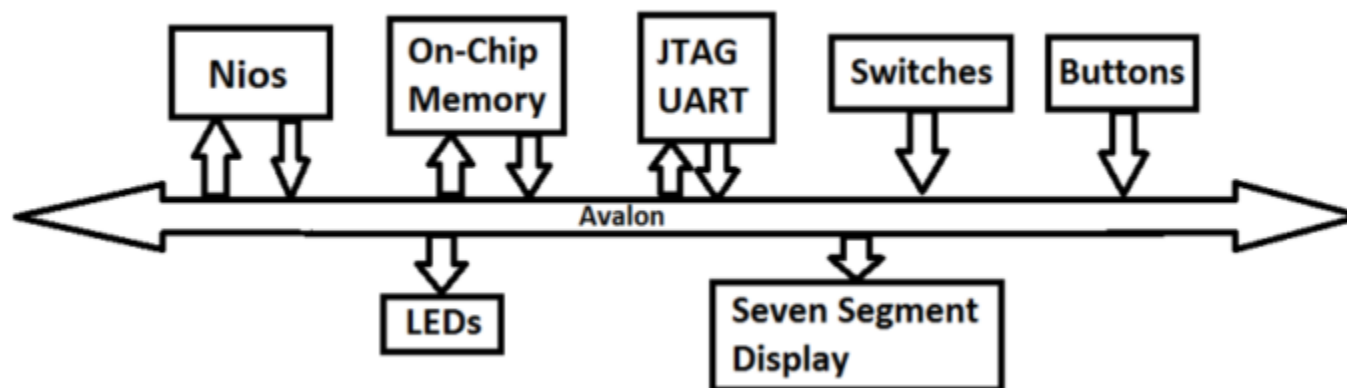 Nios
On-Chip
Memory
JTAG
UART
Switches
Buttons
Avalon
LEDs
Seven Segment
Display